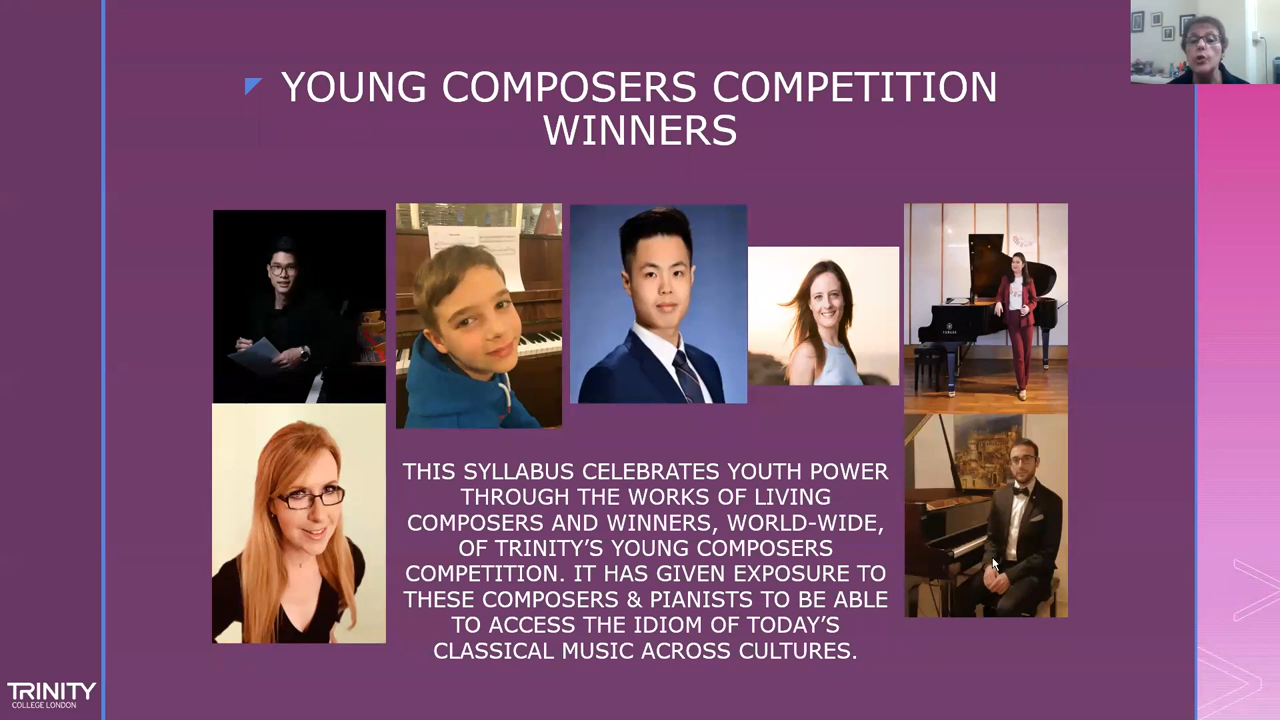 YOUNG COMPOSERS COMPETITION
WINNERS
THIS SYLLABUS CELEBRATES YOUTH POWER
THROUGH THE WORKS OF LIVING
COMPOSERS AND WINNERS, WORLD-WIDE,
OF TRINITY’S YOUNG COMPOSERS
COMPETITION. IT HAS GIVEN EXPOSURE TO
THESE COMPOSERS & PIANISTS TO BE ABLE
TO ACCESS THE IDIOM OF TODAY’S
CLASSICAL MUSIC ACROSS CULTURES.
TRINITY
COLLEGE LONDON